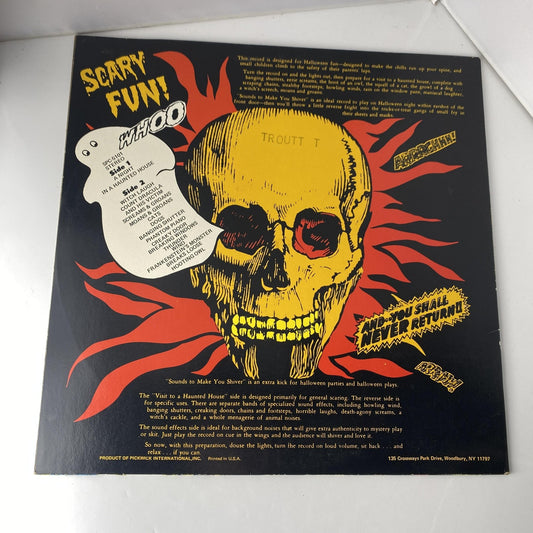 SCARY
FUN!
This record is designed for Halloween fun—designed to make the chills run up your spine, and
small children climb to the safety of their parents' laps.
Turn the record on and the lights out, then prepare for a visit to a haunted house, complete with
banging shutters, eerie screams, the hoot of an owl, the squall of a cat, the growl of a dog,
scraping chains, stealthy footsteps, howling winds, rain on the window pane, maniacal laughter,
a witch's screech, moans and groans.
"Sounds to Make You Shiver" is an ideal record to play on Halloween night within earshot of the
front door—then you'll throw a little reverse fright into the trick-or-treat gangs of small fry in
their sheets and masks.
WHOO
SPC-5101
STEREO
Side 1
A NIGHT
IN A HAUNTED HOUSE
Side 2
WITCH LAUGH
COUNT DRACULA
AND HIS VICTIM
SCREAMS & GROANS
MOANS & GROANS
CATS
DOGS
BANGING SHUTTER
PHANTOM PIANO
CREAKY DOOR
BREAKING WINDOWS
THUNDER
WIND
FRANKENSTEIN'S MONSTER
BREAKS LOOSE
HOOTING OWL
TROUTT T
AND YOU SHALL
NEVER RETURN!!
"Sounds to Make You Shiver" is an extra kick for halloween parties and halloween plays.
The "Visit to a Haunted House" side is designed primarily for general scaring. The reverse side is
for specific uses. There are separate bands of specialized sound effects, including howling wind,
banging shutters, creaking doors, chains and footsteps, horrible laughs, death-agony screams, a
witch's cackle, and a whole menagerie of animal noises.
The sound effects side is ideal for background noises that will give extra authenticity to mystery play
or skit. Just play the record on cue in the wings and the audience will shiver and love it.
So now, with this preparation, douse the lights, turn the record on loud volume, sit back . . . . and
relax . . . if you can.
PRODUCT OF PICKWICK INTERNATIONAL, INC. Printed in U.S.A.
135 Crossways Park Drive, Woodbury, NY 11797